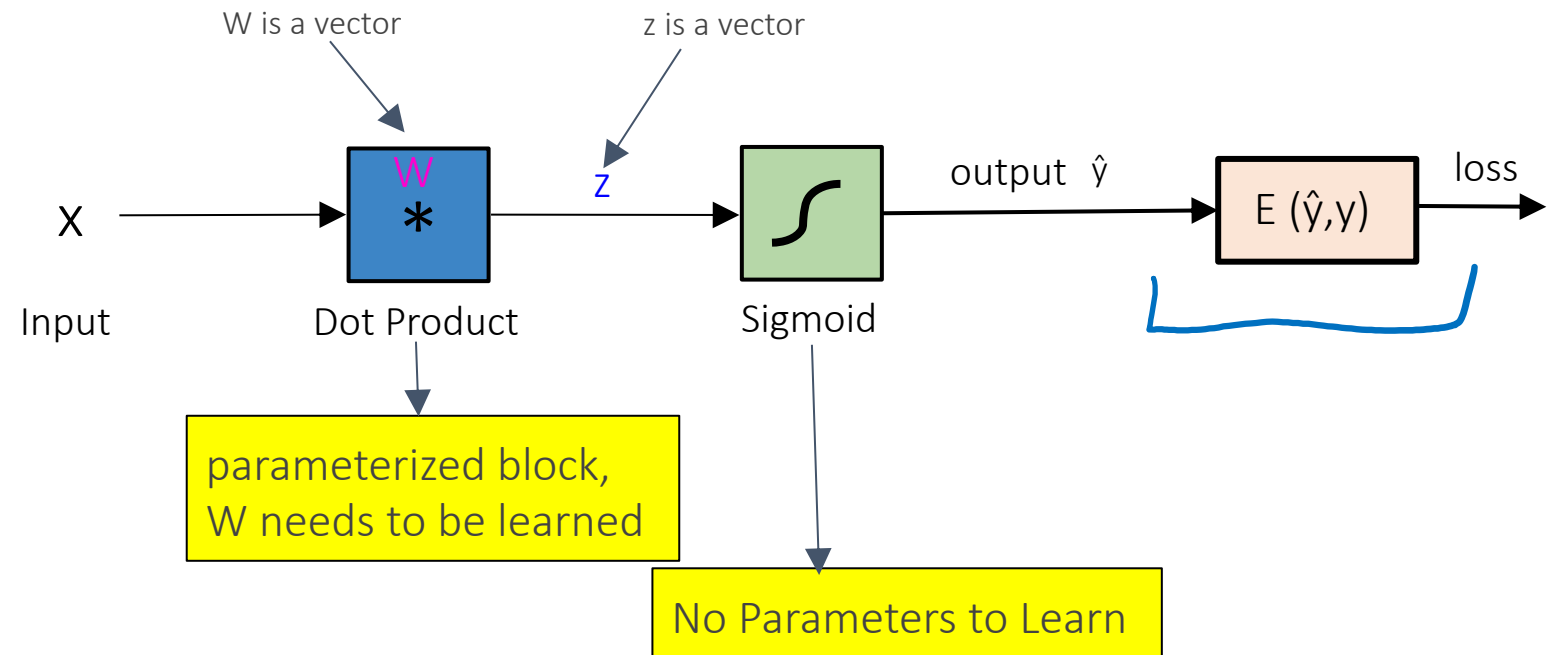 W is a vector
z is a vector
X
W
*
z
output ŷ
E (ŷ,y)
loss
Input
Dot Product
Sigmoid
parameterized block,
W needs to be learned
No Parameters to Learn